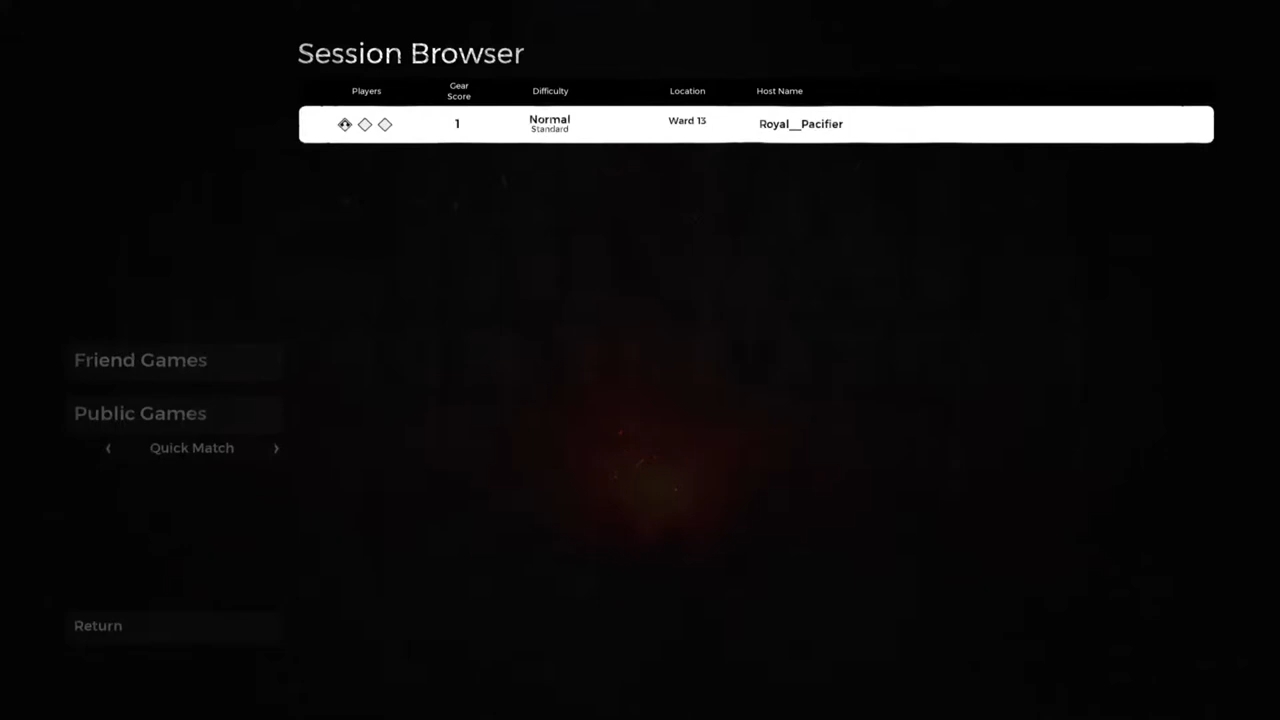 Session Browser
Players
Gear
Score
Difficulty
Location
Host Name
1
Normal
Standard
Ward 13
Royal__Pacifier
Friend Games
Public Games
Quick Match
Return